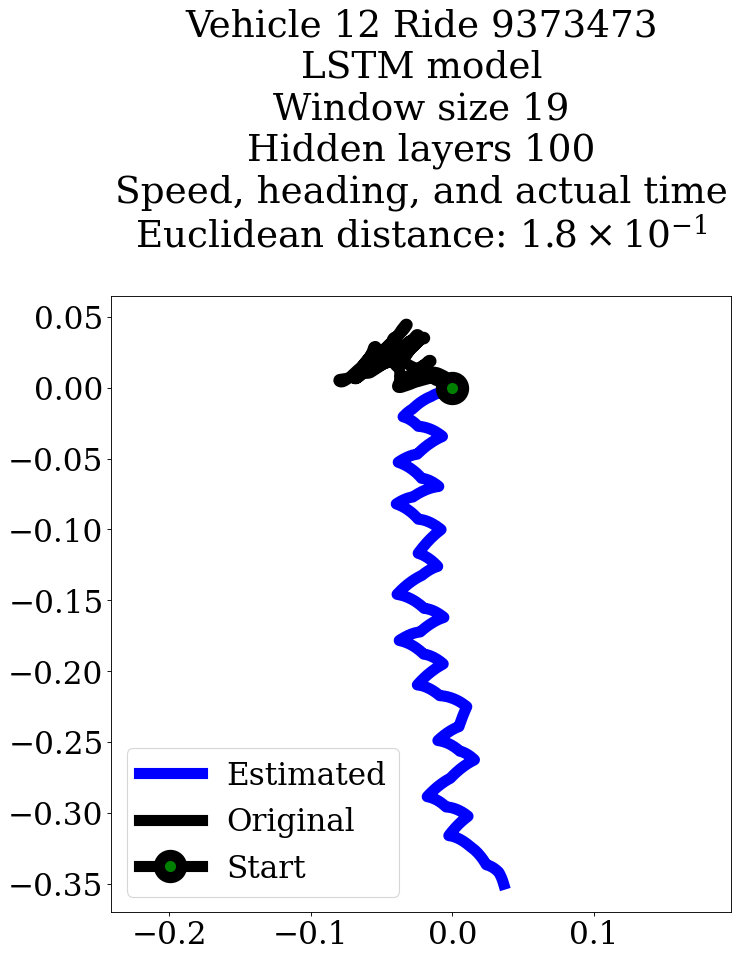 Vehicle 12 Ride 9373473
LSTM model
Window size 19
Hidden layers 100
Speed, heading, and actual time
Euclidean distance: 1.8 × 10⁻¹
0.05
0.00
−0.05
−0.10
−0.15
−0.20
−0.25
−0.30
−0.35
Estimated
Original
Start
−0.2
−0.1
0.0
0.1